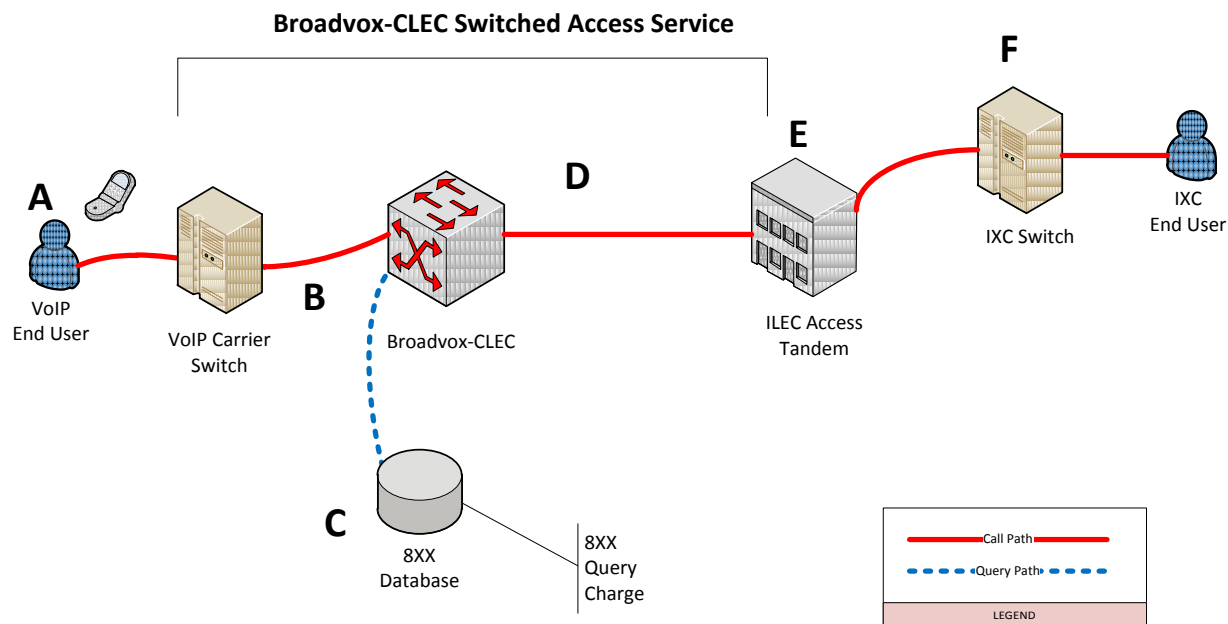 Broadvox-CLEC Switched Access Service
F
E
D
A
IXC
End User
IXC Switch
B
VoIP
End User
VoIP Carrier
Switch
Broadvox-CLEC
ILEC Access
Tandem
C
8XX
Database
8XX
Query
Charge
Call Path
Query Path
LEGEND